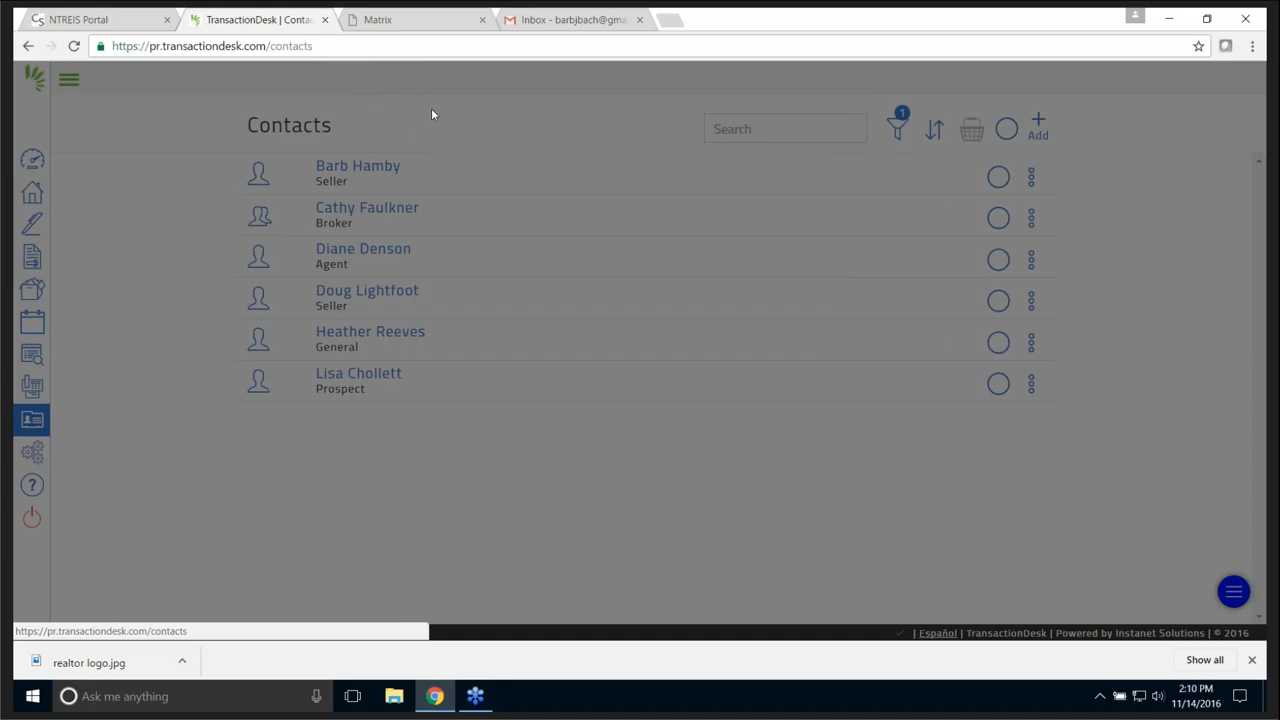 NTREIS Portal
TransactionDesk | Contac
Matrix
Inbox - barbjbach@gma
https://pr.transactiondesk.com/contacts
Contacts
Search
1
Add
Barb Hamby
Seller
Cathy Faulkner
Broker
Diane Denson
Agent
Doug Lightfoot
Seller
Heather Reeves
General
Lisa Chollett
Prospect
https://pr.transactiondesk.com/contacts
| Español | TransactionDesk | Powered by Instanet Solutions | © 2016
realtor logo.jpg
Show all
Ask me anything
2:10 PM
11/14/2016